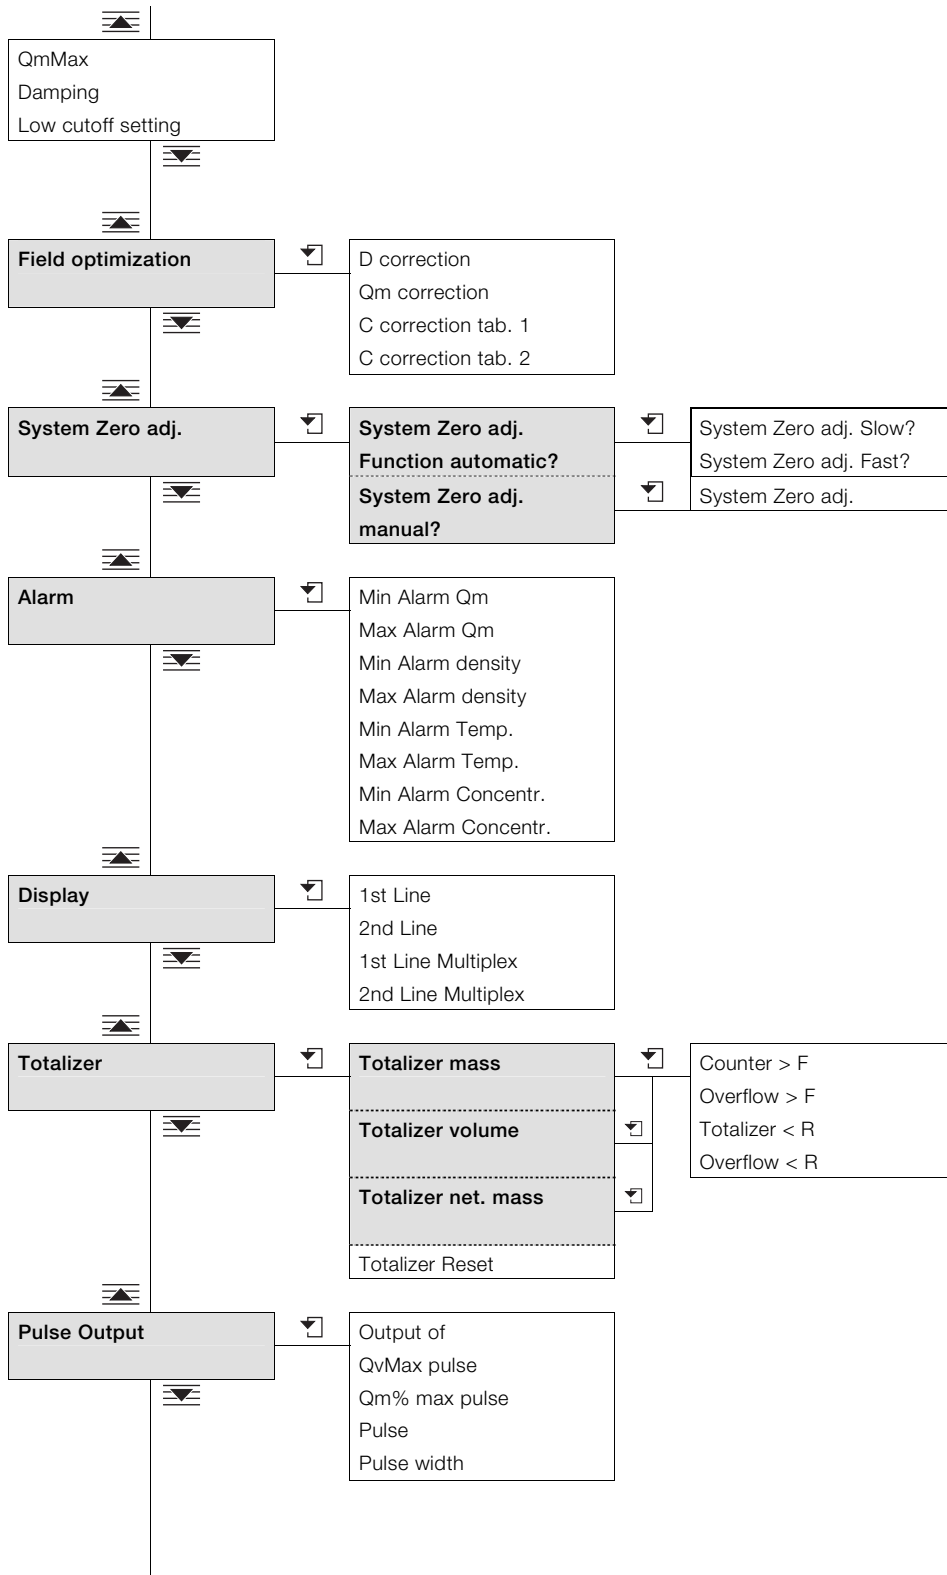 QmMax
Damping
Low cutoff setting
Field optimization
D correction
Qm correction
C correction tab. 1
C correction tab. 2
System Zero adj.
System Zero adj.
Function automatic?
System Zero adj. Slow?
System Zero adj. Fast?
System Zero adj.
manual?
System Zero adj.
Alarm
Min Alarm Qm
Max Alarm Qm
Min Alarm density
Max Alarm density
Min Alarm Temp.
Max Alarm Temp.
Min Alarm Concentr.
Max Alarm Concentr.
Display
1st Line
2nd Line
1st Line Multiplex
2nd Line Multiplex
Totalizer
Totalizer mass
Totalizer volume
Totalizer net. mass
Totalizer Reset
Counter > F
Overflow > F
Totalizer < R
Overflow < R
Pulse Output
Output of
QvMax pulse
Qm% max pulse
Pulse
Pulse width